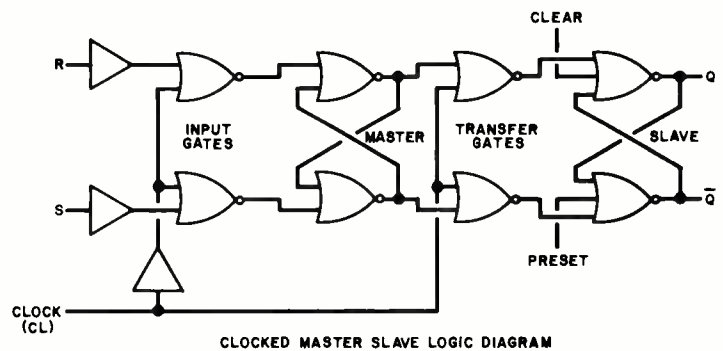 CLEAR
R
Q
INPUT
GATES
MASTER
TRANSFER
GATES
SLAVE
S
Q̅
PRESET
CLOCK
(CL)
CLOCKED MASTER SLAVE LOGIC DIAGRAM